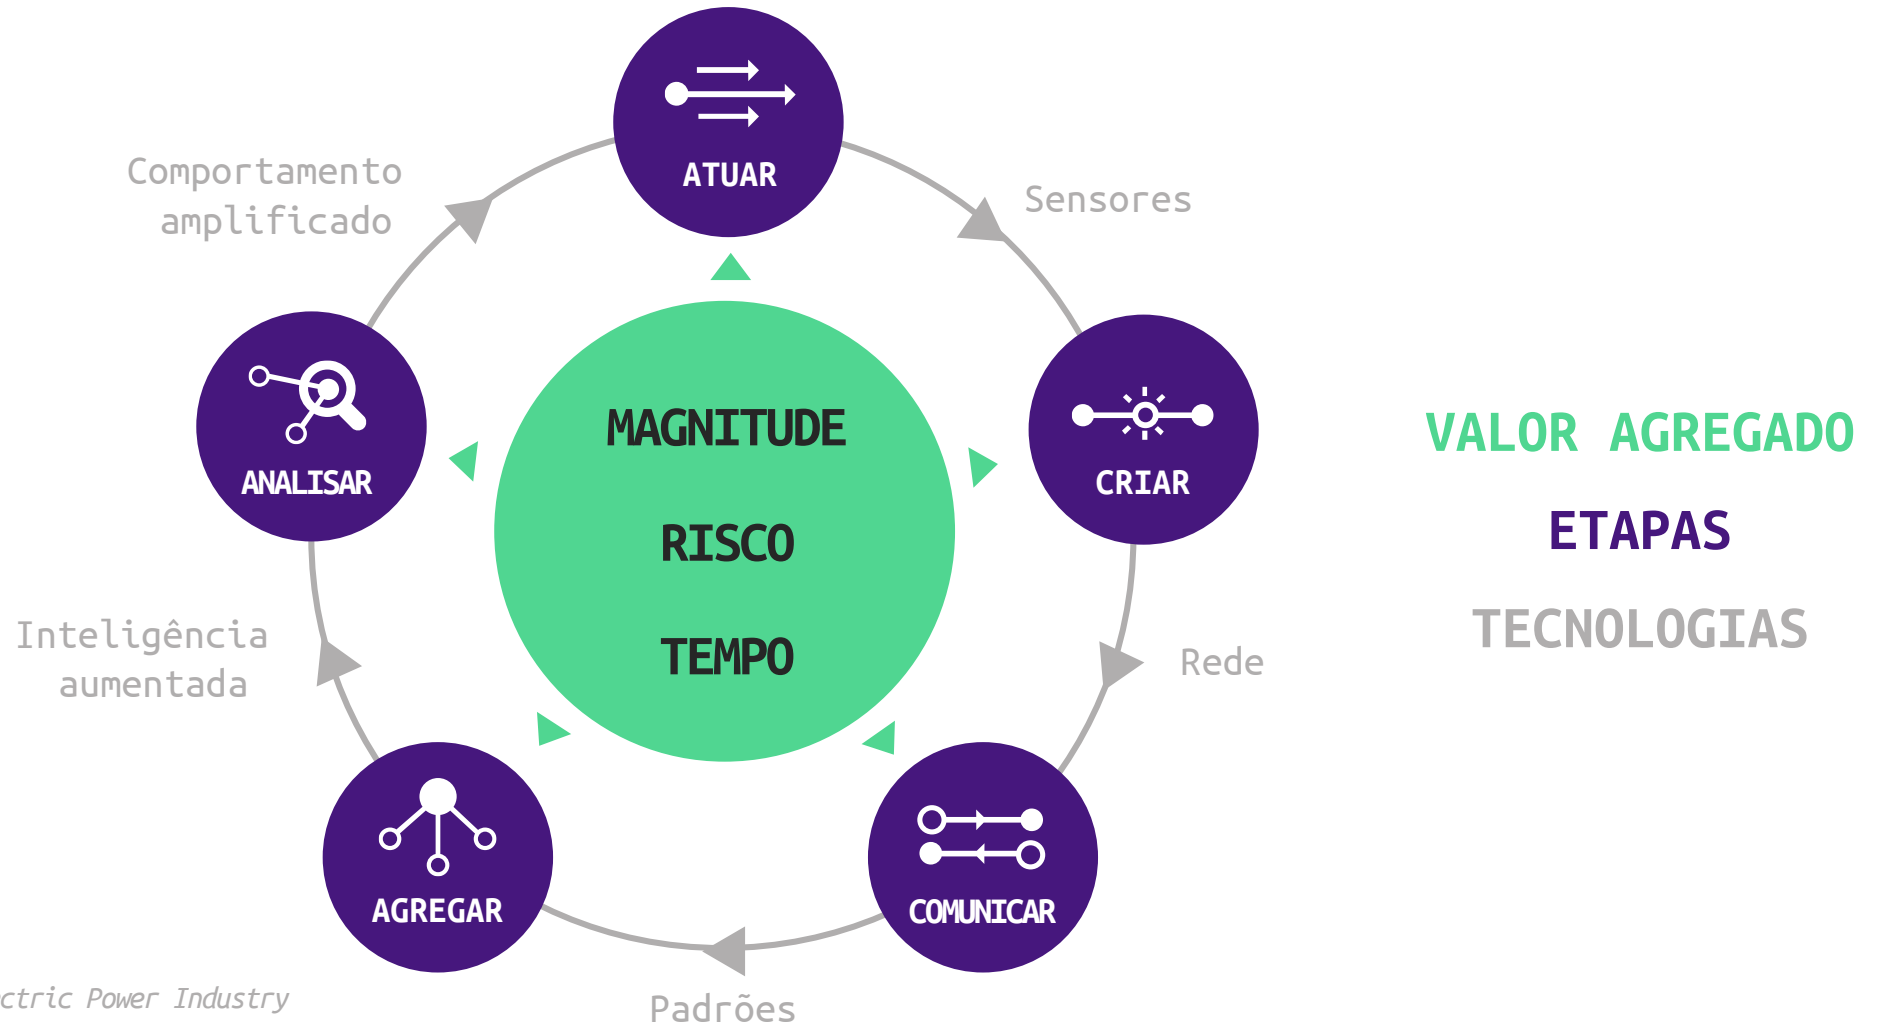 ATUAR
Comportamento
amplificado
Sensores
ANALISAR
CRIAR
MAGNITUDE
RISCO
TEMPO
VALOR AGREGADO
ETAPAS
TECNOLOGIAS
Inteligência
aumentada
Rede
AGREGAR
COMUNICAR
Padrões
Power Industry